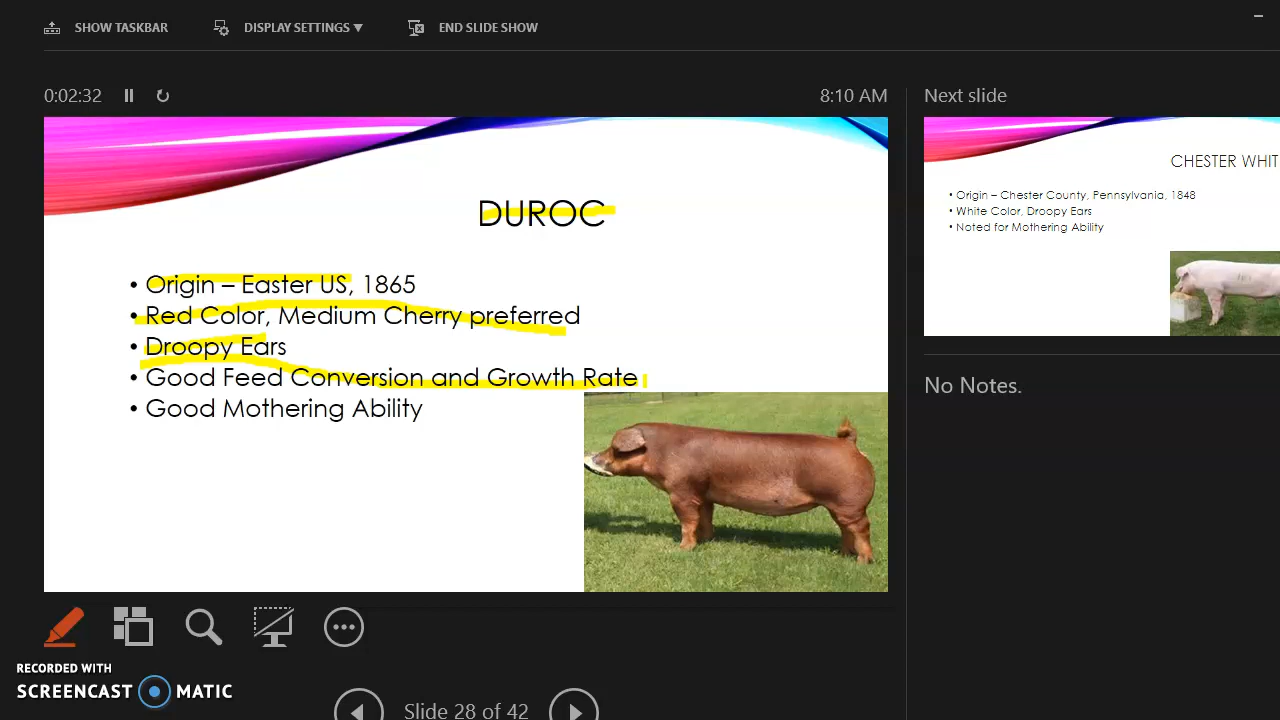 SHOW TASKBAR DISPLAY SETTINGS ▼ END SLIDE SHOW
0:02:32 8:10 AM
DUROC
• Origin – Easter US, 1865
• Red Color, Medium Cherry preferred
• Droopy Ears
• Good Feed Conversion and Growth Rate
• Good Mothering Ability
Next slide
CHESTER WHIT
• Origin – Chester County, Pennsylvania, 1848
• White Color, Droopy Ears
• Noted for Mothering Ability
No Notes.
RECORDED WITH
SCREENCAST MATIC
Slide 28 of 42